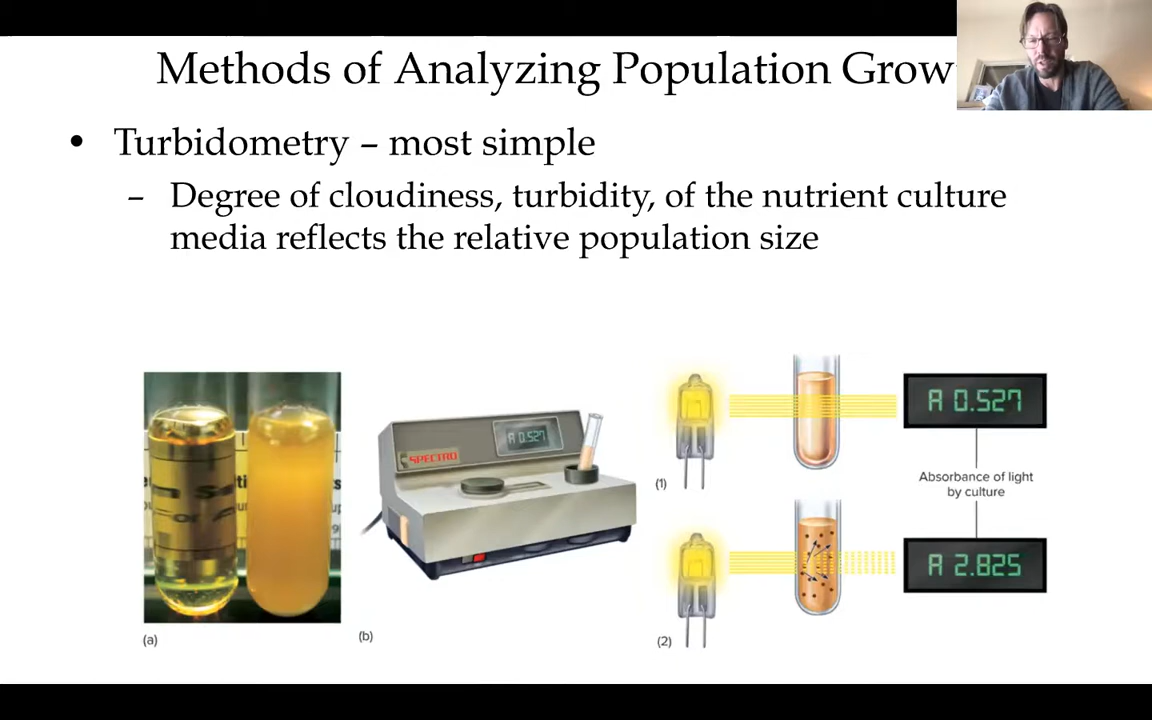 Methods of Analyzing Population Grow
• Turbidometry – most simple
– Degree of cloudiness, turbidity, of the nutrient culture
media reflects the relative population size
A 0.527
SPECTRO
A 0.527
(1)
Absorbance of light
by culture
A 2.825
(a)
(b)
(2)